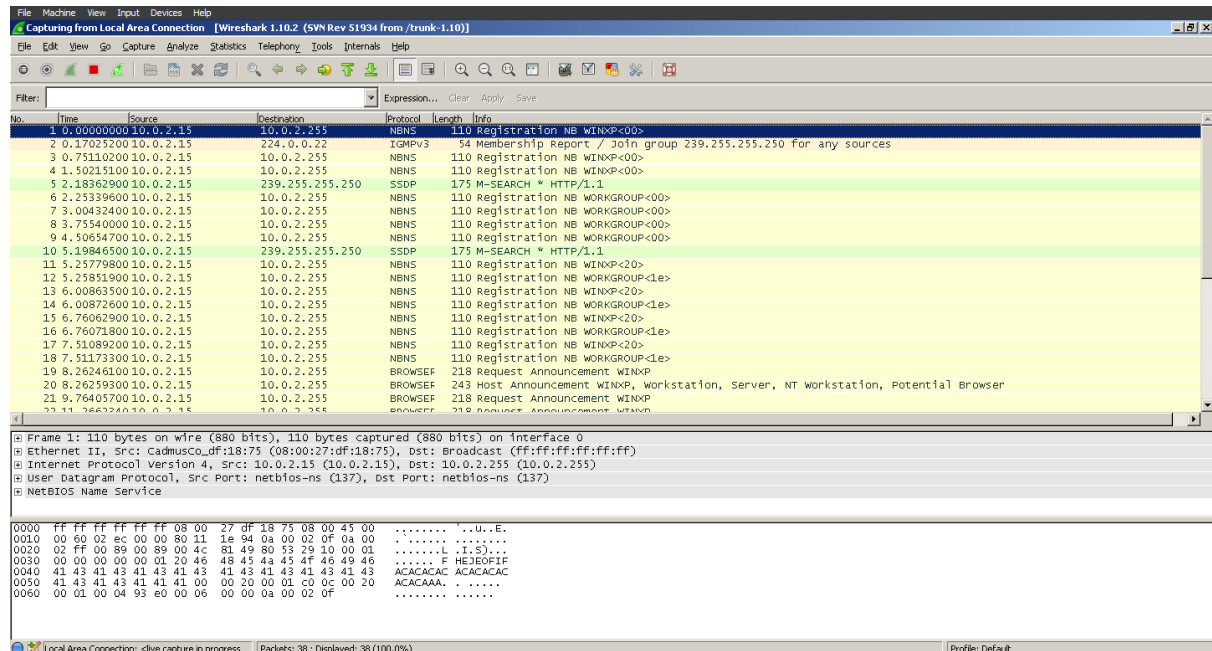 File Machine View Input Devices Help
Capturing from Local Area Connection [Wireshark 1.10.2 (SVN Rev 51934 from /trunk-1.10)]
File Edit View Go Capture Analyze Statistics Telephony Tools Internals Help
Filter: Expression... Clear Apply Save
No. Time Source Destination Protocol Length Info
1 0.00000000 10.0.2.15 10.0.2.255 NBNS 110 Registration NB WINXP<00>
2 0.17025200 10.0.2.15 224.0.0.22 IGMPv3 54 Membership Report / Join group 239.255.255.250 for any sources
3 0.75110200 10.0.2.15 10.0.2.255 NBNS 110 Registration NB WINXP<00>
4 1.50215100 10.0.2.15 10.0.2.255 NBNS 110 Registration NB WINXP<00>
5 2.18362900 10.0.2.15 239.255.255.250 SSDP 175 M-SEARCH * HTTP/1.1
6 2.25339600 10.0.2.15 10.0.2.255 NBNS 110 Registration NB WORKGROUP<00>
7 3.00432400 10.0.2.15 10.0.2.255 NBNS 110 Registration NB WORKGROUP<00>
8 3.75540000 10.0.2.15 10.0.2.255 NBNS 110 Registration NB WORKGROUP<00>
9 4.50654700 10.0.2.15 10.0.2.255 NBNS 110 Registration NB WORKGROUP<00>
10 5.19846500 10.0.2.15 239.255.255.250 SSDP 175 M-SEARCH * HTTP/1.1
11 5.25779800 10.0.2.15 10.0.2.255 NBNS 110 Registration NB WINXP<20>
12 5.25851900 10.0.2.15 10.0.2.255 NBNS 110 Registration NB WORKGROUP<1e>
13 6.00863500 10.0.2.15 10.0.2.255 NBNS 110 Registration NB WINXP<20>
14 6.00872600 10.0.2.15 10.0.2.255 NBNS 110 Registration NB WORKGROUP<1e>
15 6.76062900 10.0.2.15 10.0.2.255 NBNS 110 Registration NB WINXP<20>
16 6.76071800 10.0.2.15 10.0.2.255 NBNS 110 Registration NB WORKGROUP<1e>
17 7.51089200 10.0.2.15 10.0.2.255 NBNS 110 Registration NB WINXP<20>
18 7.51173300 10.0.2.15 10.0.2.255 NBNS 110 Registration NB WORKGROUP<1e>
19 8.26246100 10.0.2.15 10.0.2.255 BROWSER 218 Request Announcement WINXP
20 8.26259300 10.0.2.15 10.0.2.255 BROWSER 243 Host Announcement WINXP, Workstation, Server, NT Workstation, Potential Browser
21 9.76405700 10.0.2.15 10.0.2.255 BROWSER 218 Request Announcement WINXP
22 11.2662340 10.0.2.15 10.0.2.255 BROWSER 218 Request Announcement WINXP
Frame 1: 110 bytes on wire (880 bits), 110 bytes captured (880 bits) on interface 0
Ethernet II, Src: CadmusCo_df:18:75 (08:00:27:df:18:75), Dst: Broadcast (ff:ff:ff:ff:ff:ff)
Internet Protocol Version 4, Src: 10.0.2.15 (10.0.2.15), Dst: 10.0.2.255 (10.0.2.255)
User Datagram Protocol, Src Port: netbios-ns (137), Dst Port: netbios-ns (137)
NetBIOS Name Service
0000 ff ff ff ff ff ff 08 00 27 df 18 75 08 00 45 00 ........ '..u..E.
0010 00 60 02 ec 00 00 80 11 1e 94 0a 00 02 0f 0a 00 .`...... ........
0020 02 ff 00 89 00 89 00 4c 81 49 80 53 29 10 00 01 .......L .I.S)...
0030 00 00 00 00 00 01 20 46 48 45 4a 45 4f 46 49 46 ...... F HEJEOFIF
0040 41 43 41 43 41 43 41 43 41 43 41 43 41 43 41 43 ACACACAC ACACACAC
0050 41 43 41 43 41 41 41 00 00 20 00 01 c0 0c 00 20 ACACAAA. . .....
0060 00 01 00 04 93 e0 00 06 00 00 0a 00 02 0f ........ ......
Local Area Connection: <live capture in progress Packets: 38 · Displayed: 38 (100.0%) Profile: Default